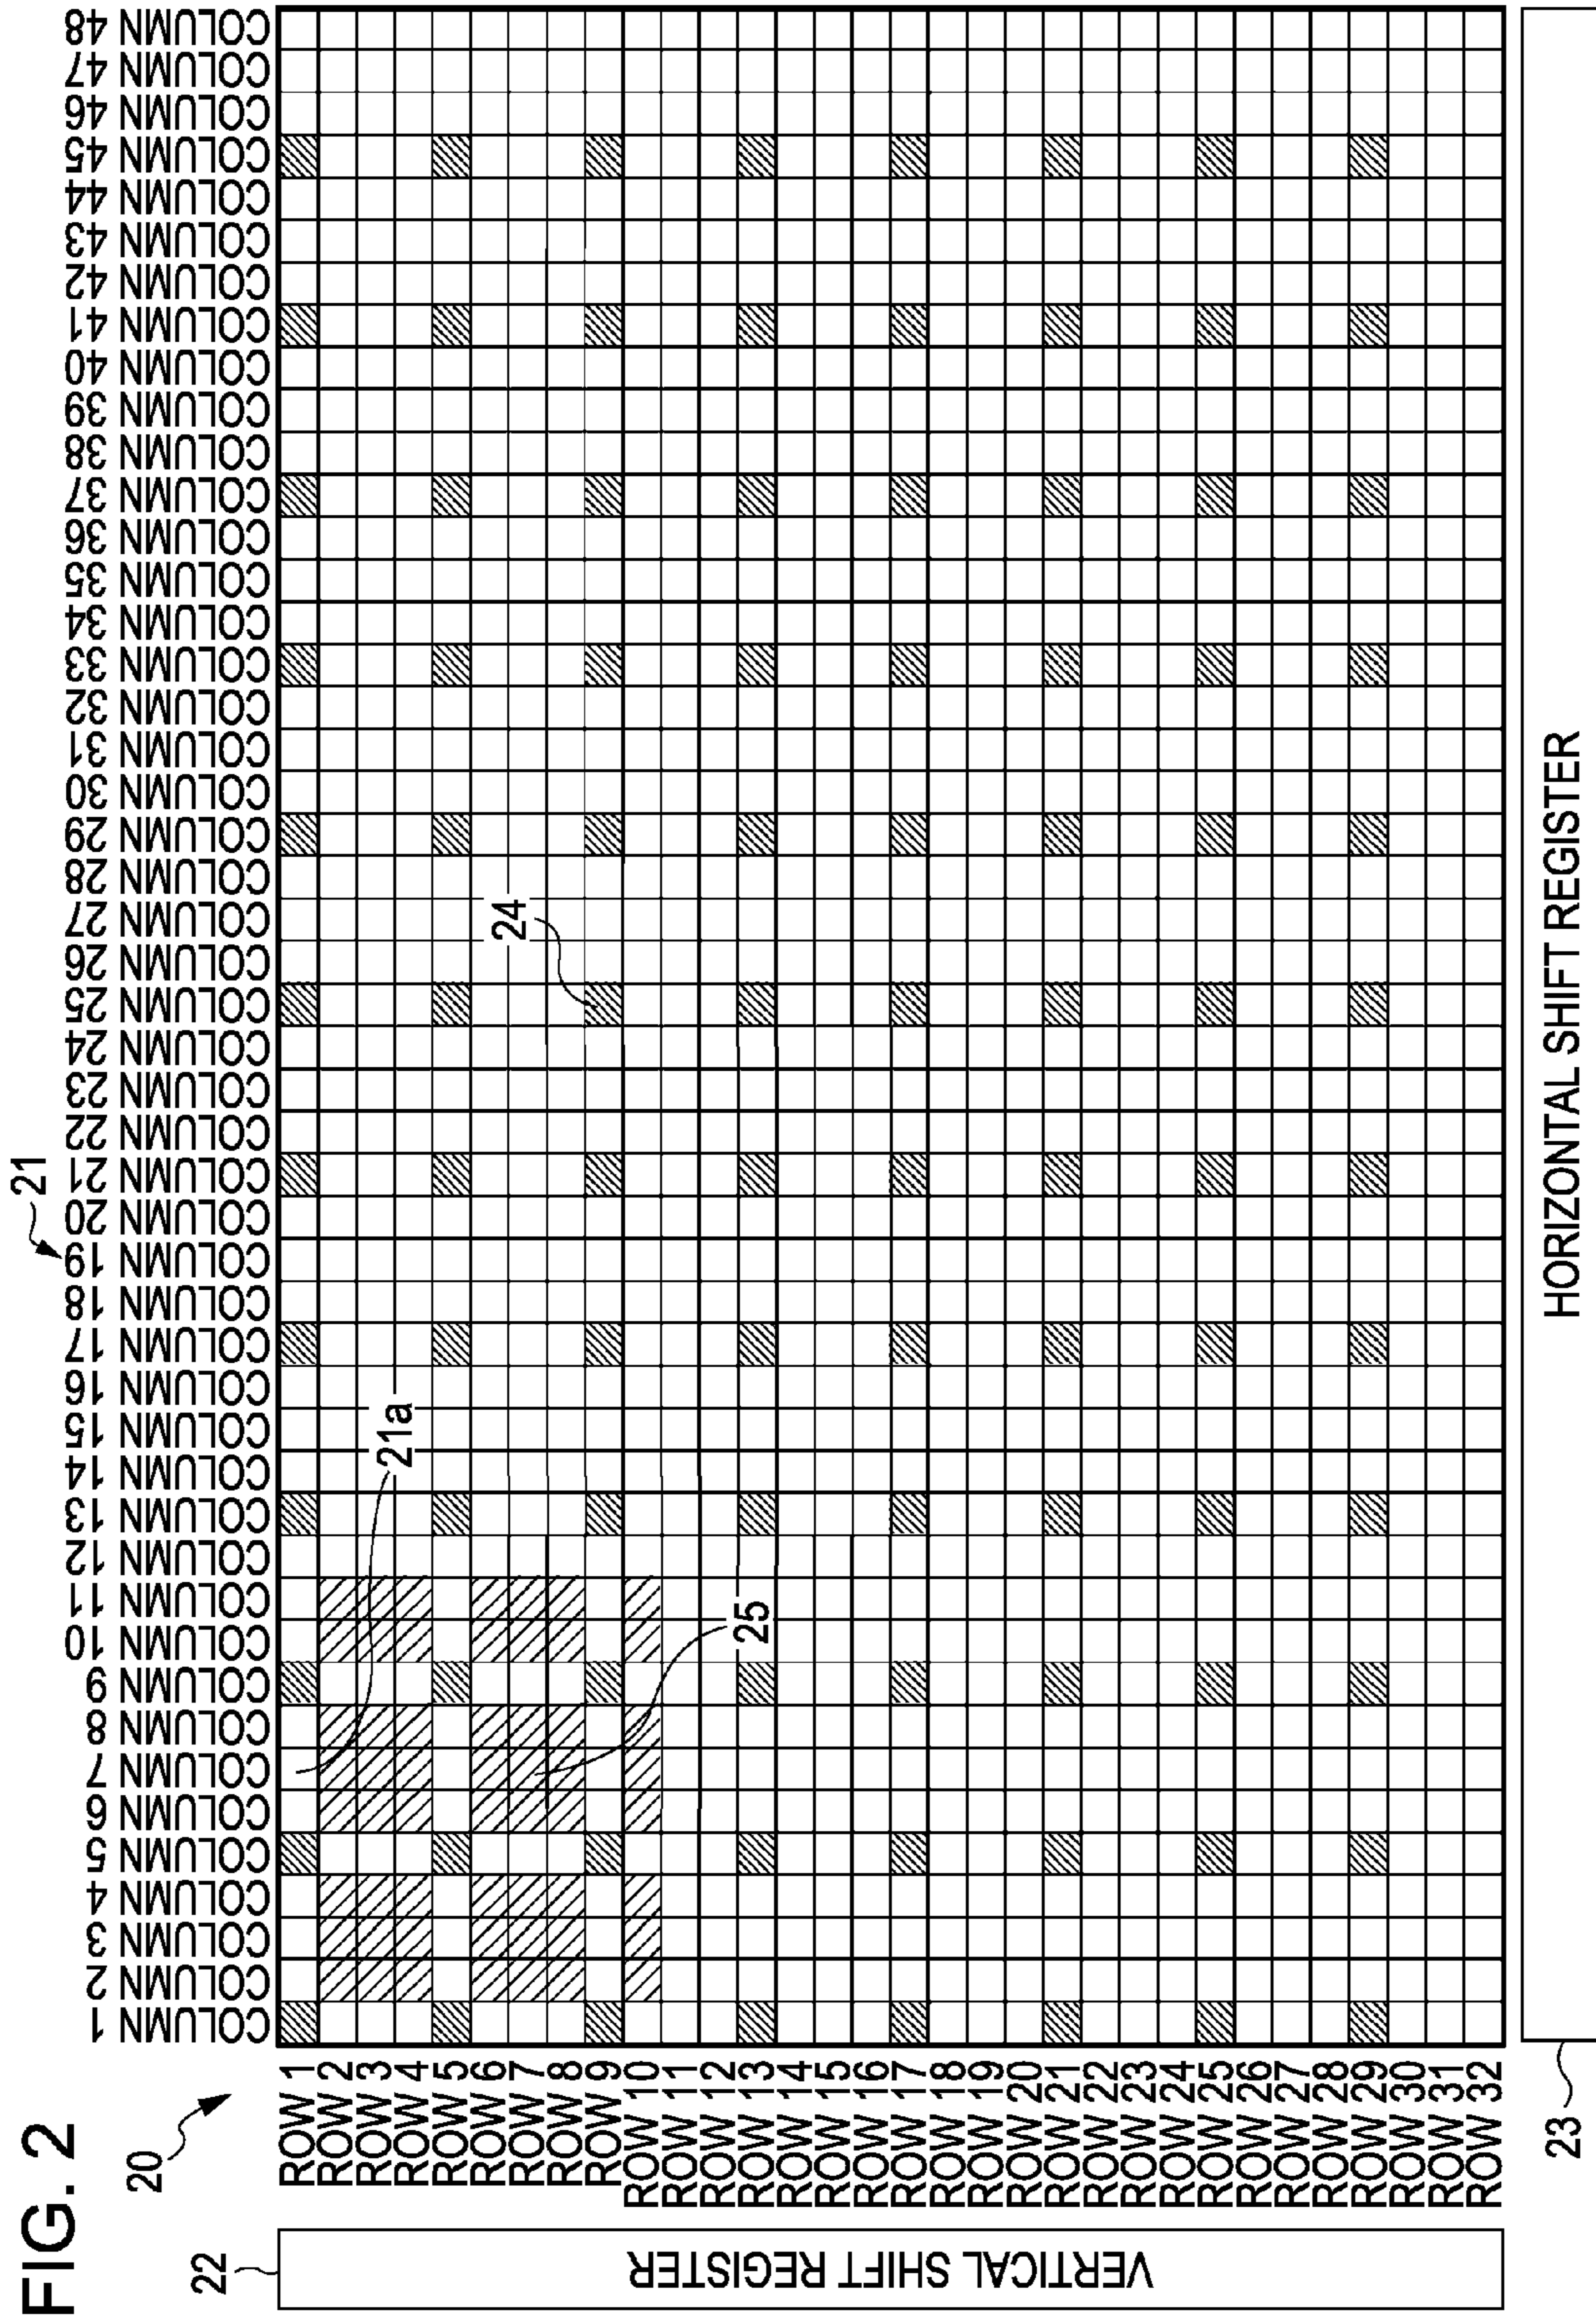 FIG. 2
20
21
COLUMN 1
COLUMN 2
COLUMN 3
COLUMN 4
COLUMN 5
COLUMN 6
COLUMN 7
COLUMN 8
COLUMN 9
COLUMN 10
COLUMN 11
COLUMN 12
COLUMN 13
COLUMN 14
COLUMN 15
COLUMN 16
COLUMN 17
COLUMN 18
COLUMN 19
COLUMN 20
COLUMN 21
COLUMN 22
COLUMN 23
COLUMN 24
COLUMN 25
COLUMN 26
COLUMN 27
COLUMN 28
COLUMN 29
COLUMN 30
COLUMN 31
COLUMN 32
COLUMN 33
COLUMN 34
COLUMN 35
COLUMN 36
COLUMN 37
COLUMN 38
COLUMN 39
COLUMN 40
COLUMN 41
COLUMN 42
COLUMN 43
COLUMN 44
COLUMN 45
COLUMN 46
COLUMN 47
COLUMN 48
22
VERTICAL SHIFT REGISTER
ROW 1
ROW 2
ROW 3
ROW 4
ROW 5
ROW 6
ROW 7
ROW 8
ROW 9
ROW 10
ROW 11
ROW 12
ROW 13
ROW 14
ROW 15
ROW 16
ROW 17
ROW 18
ROW 19
ROW 20
ROW 21
ROW 22
ROW 23
ROW 24
ROW 25
ROW 26
ROW 27
ROW 28
ROW 29
ROW 30
ROW 31
ROW 32
21a
24
25
23
HORIZONTAL SHIFT REGISTER